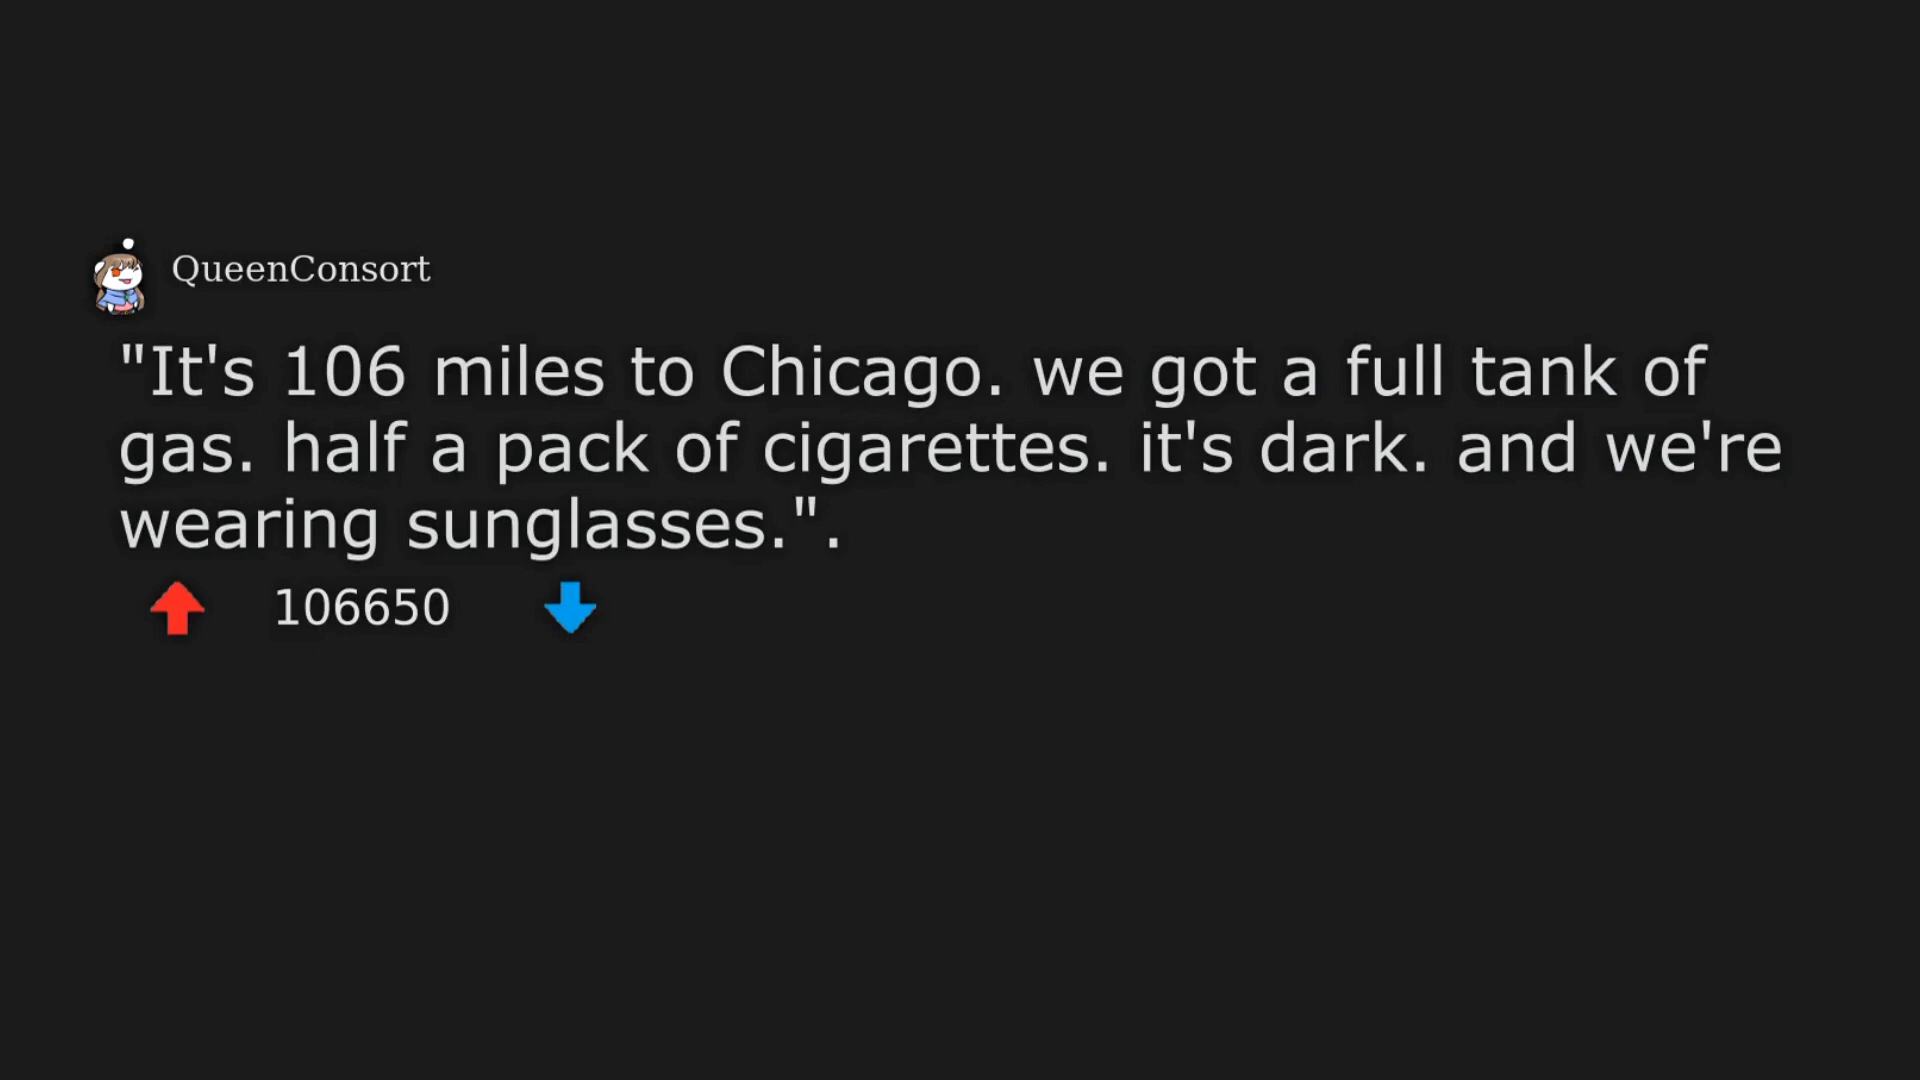 QueenConsort
"It's 106 miles to Chicago. we got a full tank of
gas. half a pack of cigarettes. it's dark. and we're
wearing sunglasses.".
106650